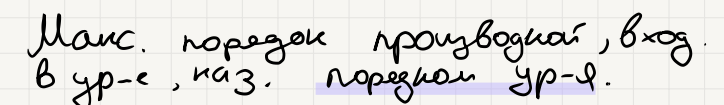 Макс. порядок производной, вход.
в ур-е, наз. порядком ур-я.